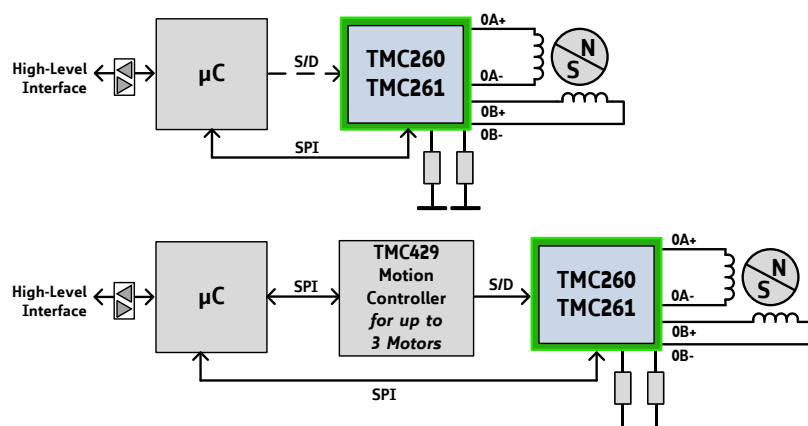 0A+
High-Level
Interface
µC
S/D
TMC260
TMC261
N
S
0A-
0B+
0B-
SPI
High-Level
Interface
µC
SPI
TMC429
Motion
Controller
for up to
3 Motors
S/D
TMC260
TMC261
0A+
N
S
0A-
0B+
0B-
SPI